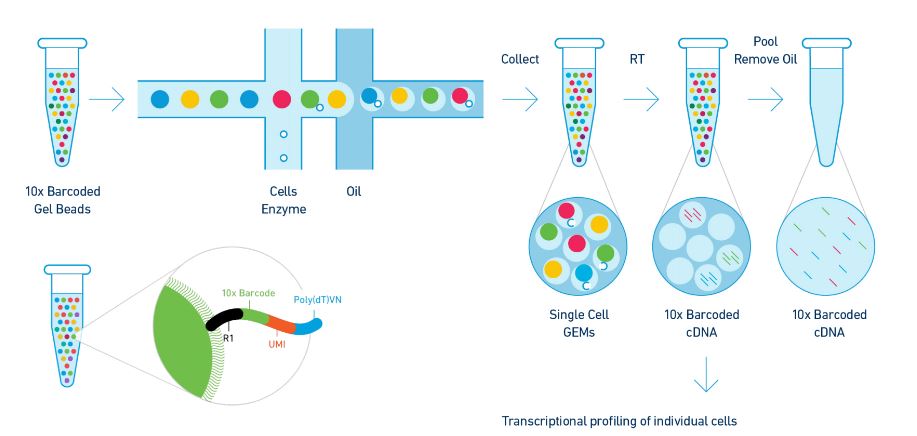 10x Barcoded
Gel Beads
Cells
Enzyme
Oil
Collect
RT
Pool
Remove Oil
10x Barcode
Poly(dT)VN
R1
UMI
Single Cell
GEMs
10x Barcoded
cDNA
10x Barcoded
cDNA
Transcriptional profiling of individual cells